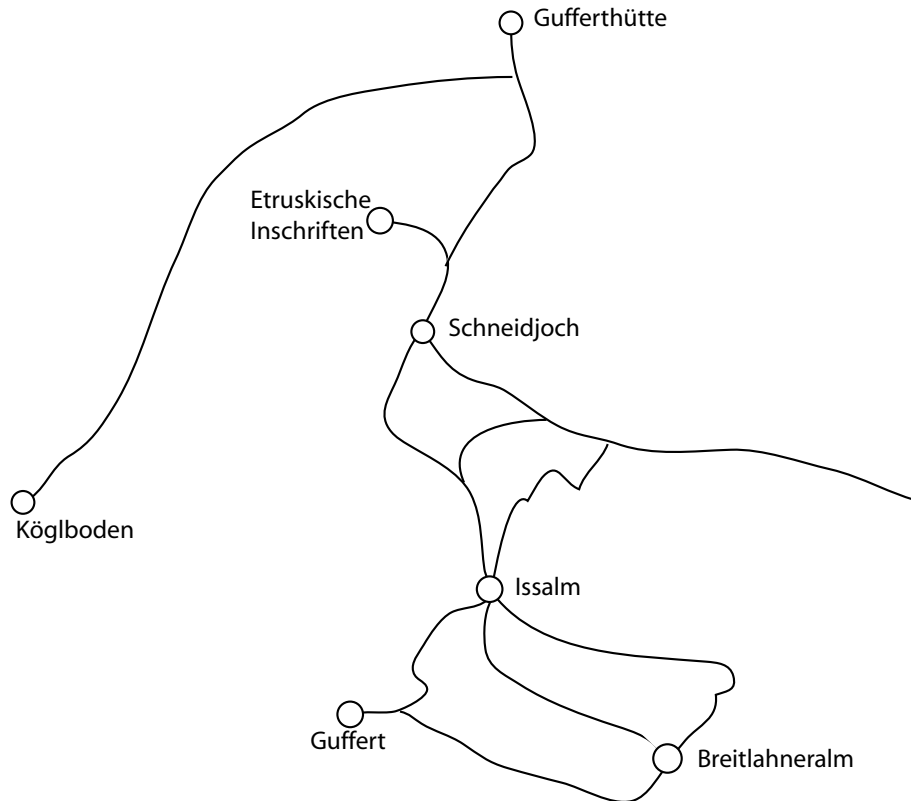 Gufferthütte
Etruskische
Inschriften
Schneidjoch
Köglboden
Issalm
Guffert
Breitlahneralm